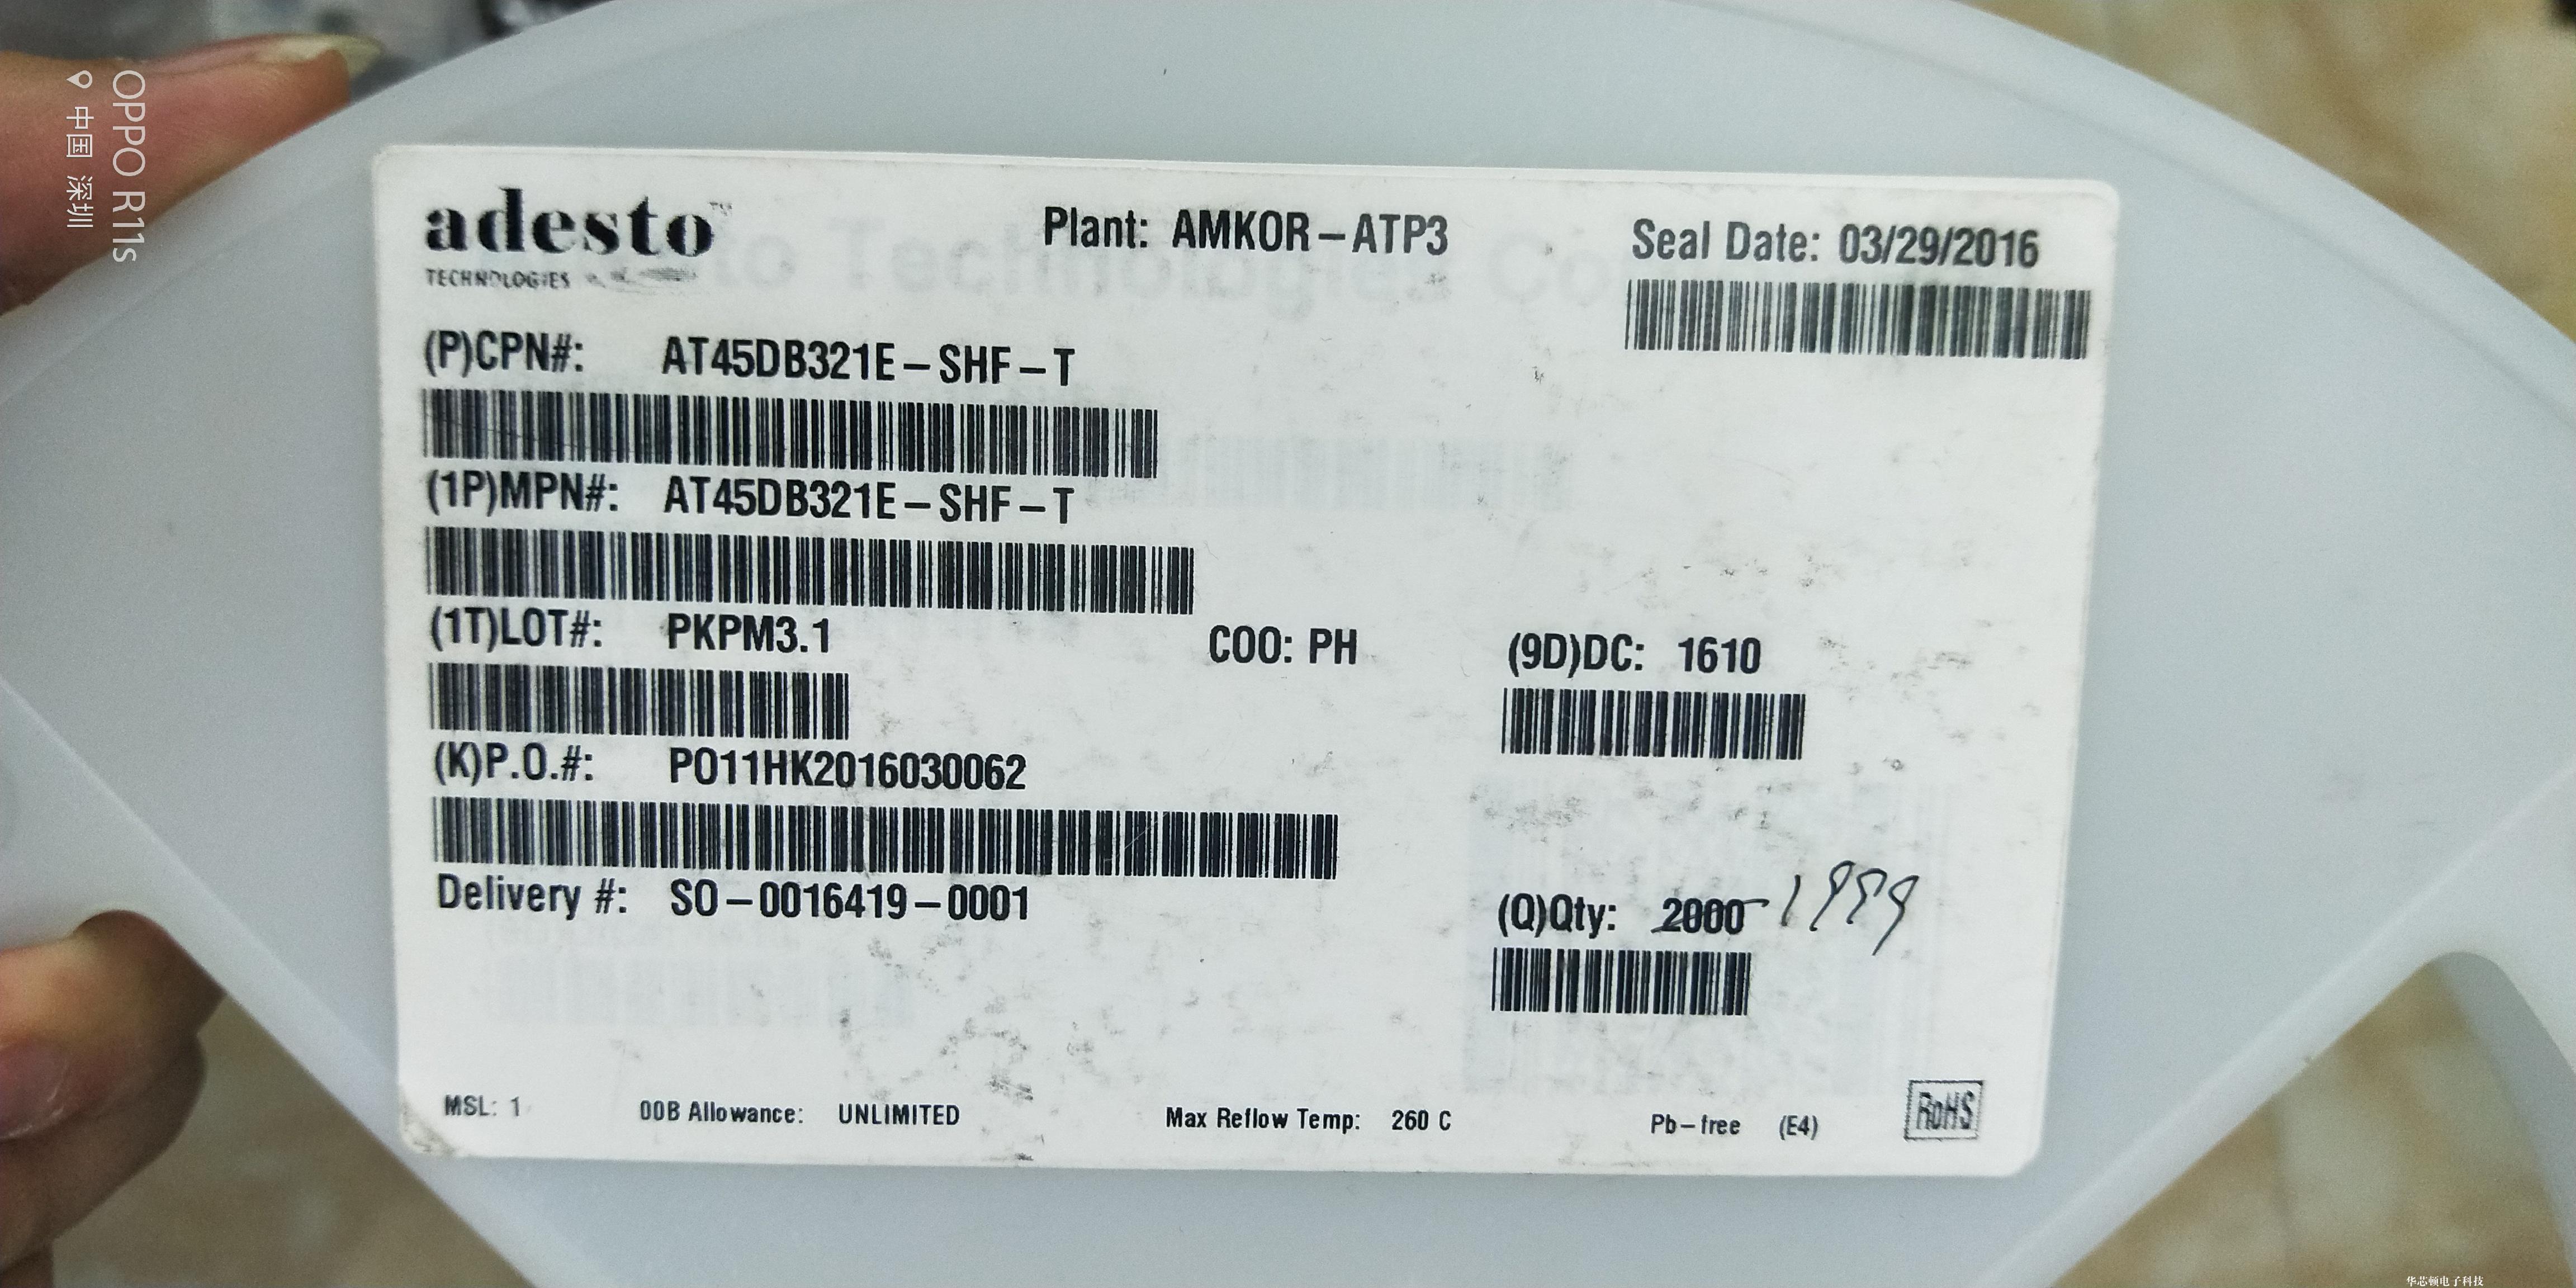 OPPO R11s
中国 深圳
adesto™
TECHNOLOGIES
Plant: AMKOR-ATP3
Seal Date: 03/29/2016
(P)CPN#: AT45DB321E-SHF-T
(1P)MPN#: AT45DB321E-SHF-T
(1T)LOT#: PKPM3.1
COO: PH
(9D)DC: 1610
(K)P.O.#: PO11HK2016030062
Delivery #: SO-0016419-0001
(Q)Qty: 2000 1999
MSL: 1
OOB Allowance: UNLIMITED
Max Reflow Temp: 260 C
Pb-free (E4)
RoHS
华芯顿电子科技